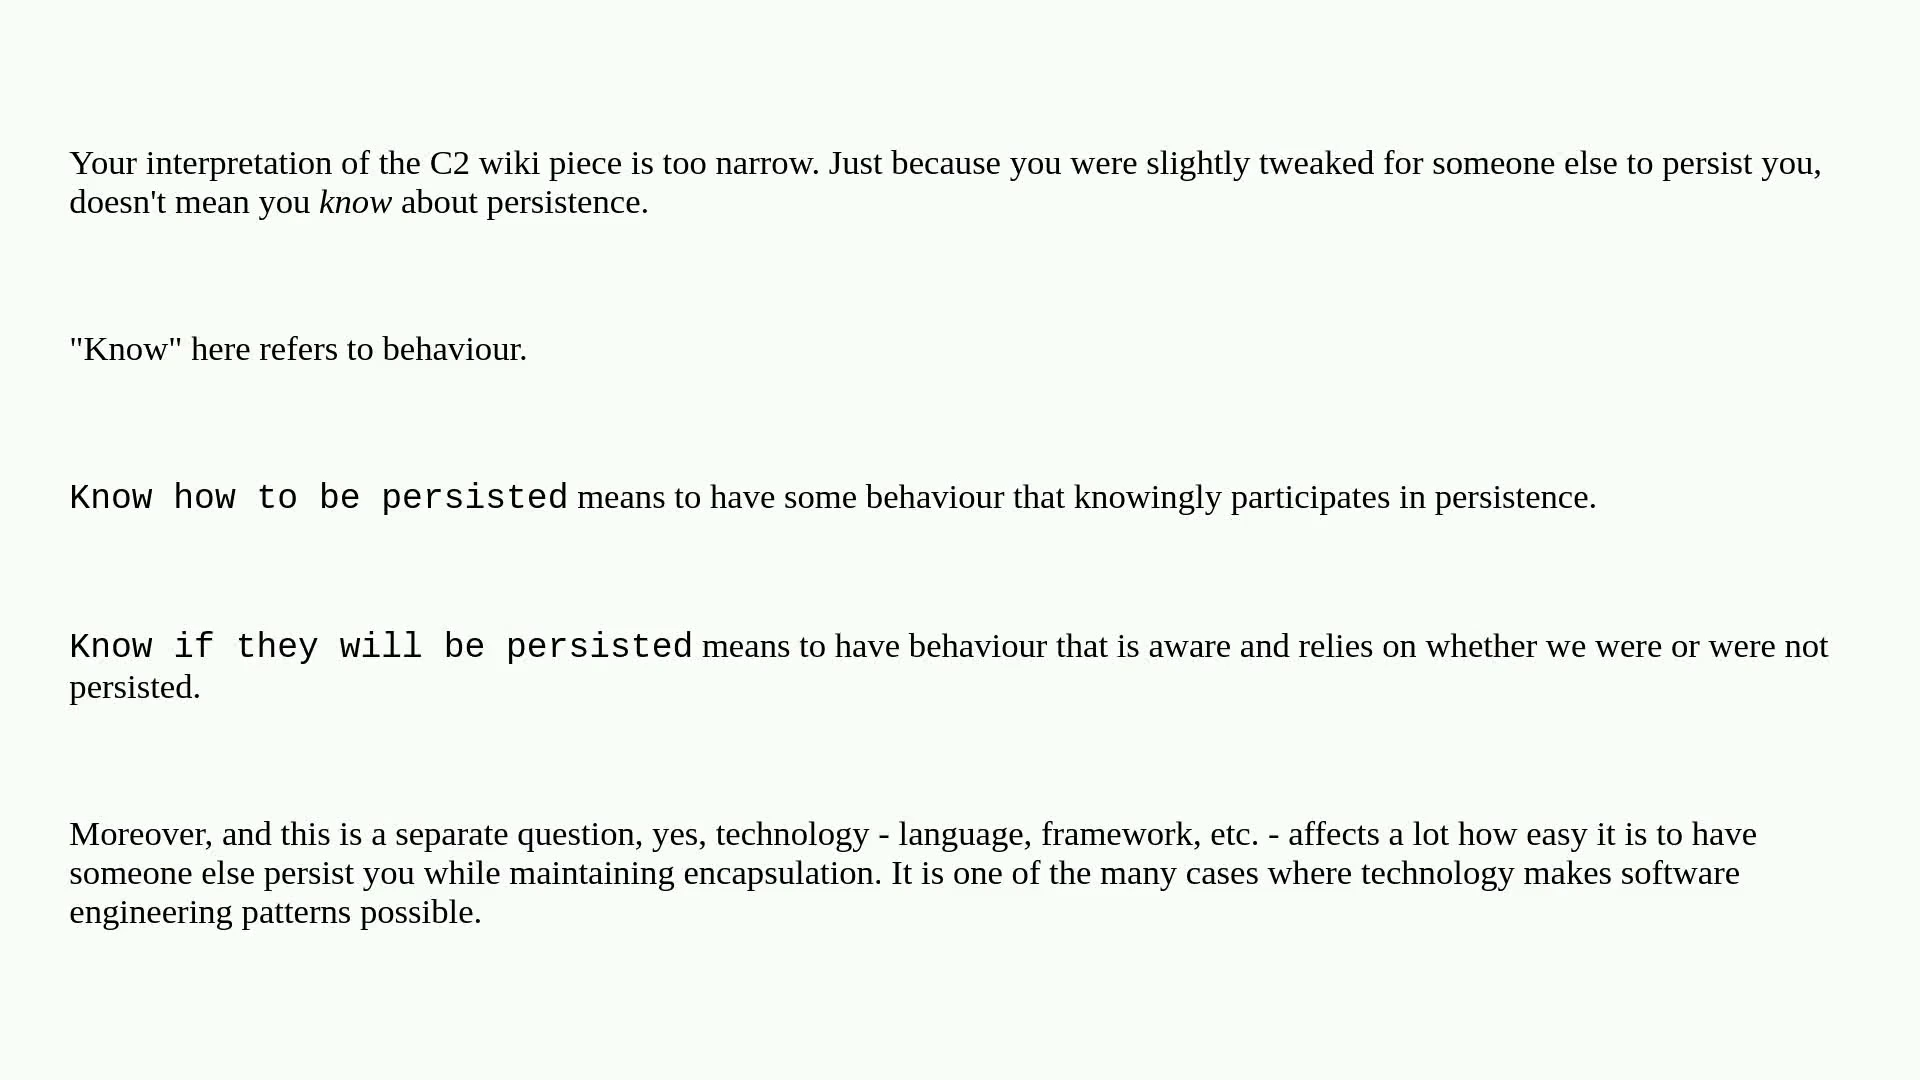 Your interpretation of the C2 wiki piece is too narrow. Just because you were slightly tweaked for someone else to persist you,
doesn't mean you know about persistence.
"Know" here refers to behaviour.
Know how to be persisted means to have some behaviour that knowingly participates in persistence.
Know if they will be persisted means to have behaviour that is aware and relies on whether we were or were not
persisted.
Moreover, and this is a separate question, yes, technology - language, framework, etc. - affects a lot how easy it is to have
someone else persist you while maintaining encapsulation. It is one of the many cases where technology makes software
engineering patterns possible.